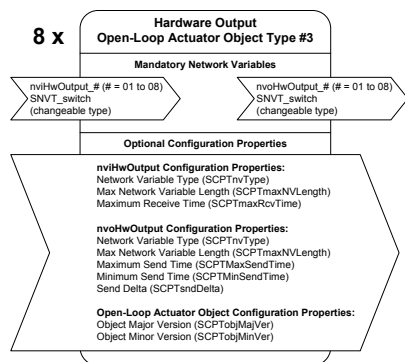 8 x
Hardware Output
Open-Loop Actuator Object Type #3
Mandatory Network Variables
nviHwOutput_# (# = 01 to 08)
SNVT_switch
(changeable type)
nvoHwOutput_# (# = 01 to 08)
SNVT_switch
(changeable type)
Optional Configuration Properties
nviHwOutput Configuration Properties:
Network Variable Type (SCPTnvType)
Max Network Variable Length (SCPTmaxNVLength)
Maximum Receive Time (SCPTmaxRcvTime)
nvoHwOutput Configuration Properties:
Network Variable Type (SCPTnvType)
Max Network Variable Length (SCPTmaxNVLength)
Maximum Send Time (SCPTMaxSendTime)
Minimum Send Time (SCPTMinSendTime)
Send Delta (SCPTsndDelta)
Open-Loop Actuator Object Configuration Properties:
Object Major Version (SCPTobjMajVer)
Object Minor Version (SCPTobjMinVer)